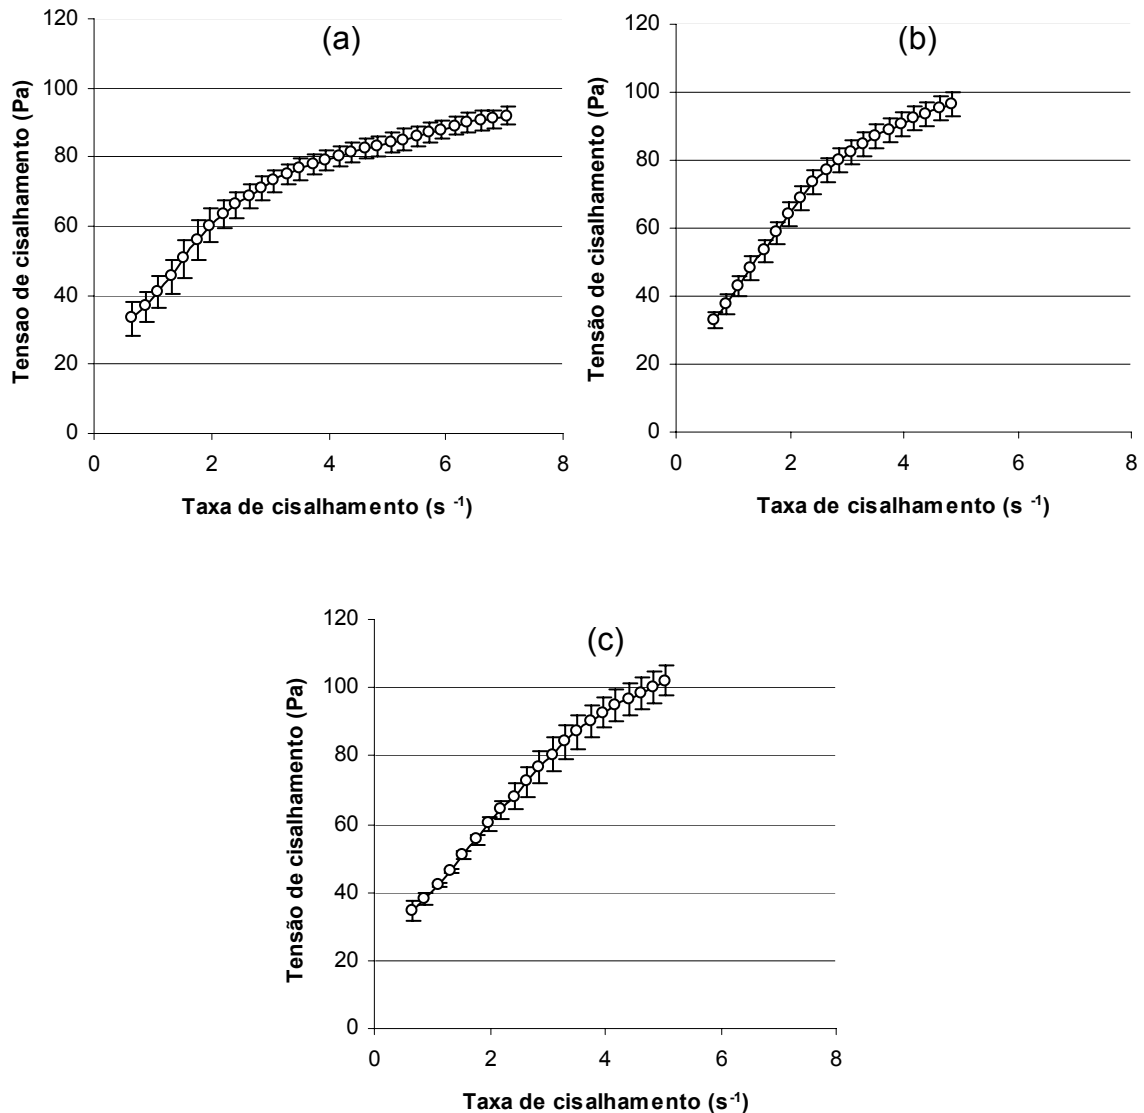 (a)
120
100
80
60
40
20
0
0 2 4 6 8
Tensao de cisalhamento (Pa)
Taxa de cisalhamento (s -1)
(b)
120
100
80
60
40
20
0
0 2 4 6 8
Tensão de cisalhamento (Pa)
Taxa de cisalhamento (s -1)
(c)
120
100
80
60
40
20
0
0 2 4 6 8
Tensão de cisalhamento (Pa)
Taxa de cisalhamento (s-1)